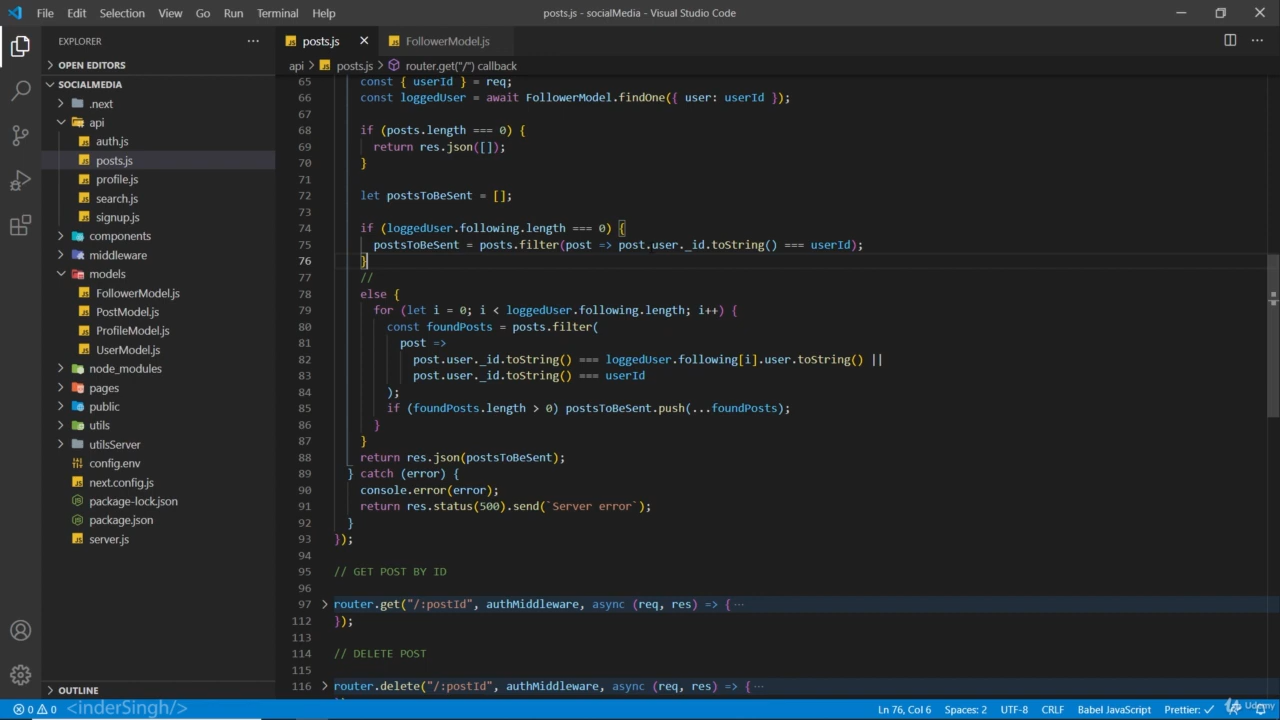 File Edit Selection View Go Run Terminal Help
posts.js - socialMedia - Visual Studio Code
EXPLORER
OPEN EDITORS
SOCIALMEDIA
.next
api
auth.js
posts.js
profile.js
search.js
signup.js
components
middleware
models
FollowerModel.js
PostModel.js
ProfileModel.js
UserModel.js
node_modules
pages
public
utils
utilsServer
config.env
next.config.js
package-lock.json
package.json
server.js
OUTLINE
posts.js FollowerModel.js
api > posts.js > router.get("/") callback
65 const { userId } = req;
66 const loggedUser = await FollowerModel.findOne({ user: userId });
67
68 if (posts.length === 0) {
69 return res.json([]);
70 }
71
72 let postsToBeSent = [];
73
74 if (loggedUser.following.length === 0) {
75 postsToBeSent = posts.filter(post => post.user._id.toString() === userId);
76 }
77 //
78 else {
79 for (let i = 0; i < loggedUser.following.length; i++) {
80 const foundPosts = posts.filter(
81 post =>
82 post.user._id.toString() === loggedUser.following[i].user.toString() ||
83 post.user._id.toString() === userId
84 );
85 if (foundPosts.length > 0) postsToBeSent.push(...foundPosts);
86 }
87 }
88 return res.json(postsToBeSent);
89 } catch (error) {
90 console.error(error);
91 return res.status(500).send(`Server error`);
92 }
93 });
94
95 // GET POST BY ID
96
97 router.get("/:postId", authMiddleware, async (req, res) => { ...
112 });
113
114 // DELETE POST
115
116 router.delete("/:postId", authMiddleware, async (req, res) => { ...
0 0 <inderSingh/>
Ln 76, Col 6 Spaces: 2 UTF-8 CRLF Babel JavaScript Prettier: ✓
Udemy